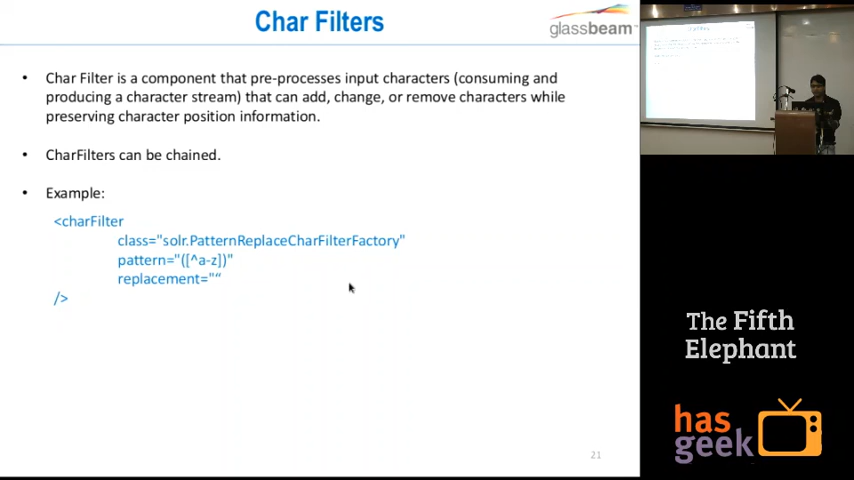 Char Filters
glassbeam
• Char Filter is a component that pre-processes input characters (consuming and
producing a character stream) that can add, change, or remove characters while
preserving character position information.
• CharFilters can be chained.
• Example:
<charFilter
class="solr.PatternReplaceCharFilterFactory"
pattern="([^a-z])"
replacement="“
/>
21
The Fifth
Elephant
has
geek